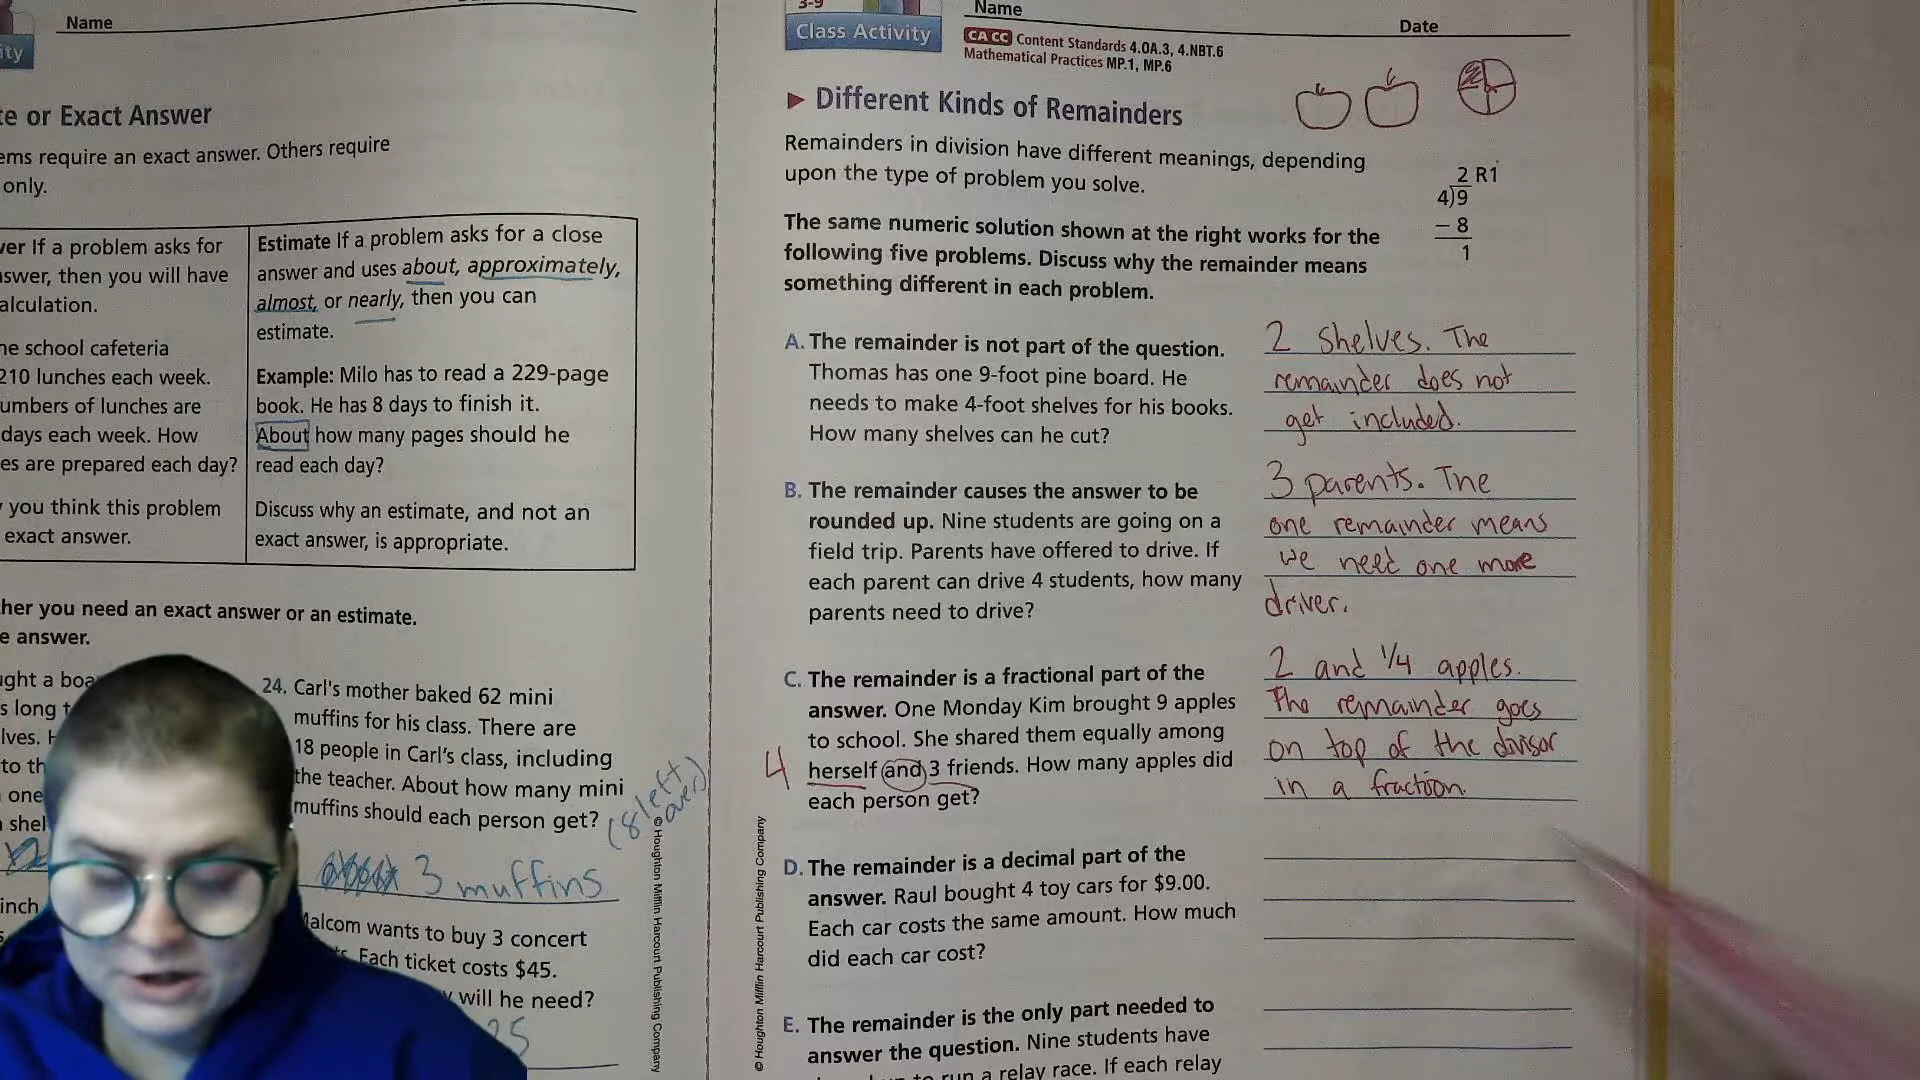 Name
ity
te or Exact Answer
ems require an exact answer. Others require
only.
ver If a problem asks for
nswer, then you will have
alculation.
he school cafeteria
210 lunches each week.
umbers of lunches are
days each week. How
es are prepared each day?
you think this problem
exact answer.
Estimate If a problem asks for a close
answer and uses about, approximately,
almost, or nearly, then you can
estimate.
Example: Milo has to read a 229-page
book. He has 8 days to finish it.
About how many pages should he
read each day?
Discuss why an estimate, and not an
exact answer, is appropriate.
her you need an exact answer or an estimate.
e answer.
ught a boa
s long t
lves. H
to th
one
shel
inch
24. Carl's mother baked 62 mini
muffins for his class. There are
18 people in Carl's class, including
the teacher. About how many mini
muffins should each person get?
(8 left
over)
3 muffins
Malcom wants to buy 3 concert
Each ticket costs $45.
will he need?
© Houghton Mifflin Harcourt Publishing Company
3-9
Class Activity
Name
Date
CA CC Content Standards 4.OA.3, 4.NBT.6
Mathematical Practices MP.1, MP.6
Different Kinds of Remainders
Remainders in division have different meanings, depending
upon the type of problem you solve.
The same numeric solution shown at the right works for the
following five problems. Discuss why the remainder means
something different in each problem.
2 R1
4)9
− 8
1
A. The remainder is not part of the question.
Thomas has one 9-foot pine board. He
needs to make 4-foot shelves for his books.
How many shelves can he cut?
2 shelves. The
remainder does not
get included.
B. The remainder causes the answer to be
rounded up. Nine students are going on a
field trip. Parents have offered to drive. If
each parent can drive 4 students, how many
parents need to drive?
3 parents. The
one remainder means
we need one more
driver.
C. The remainder is a fractional part of the
answer. One Monday Kim brought 9 apples
to school. She shared them equally among
4 herself and 3 friends. How many apples did
each person get?
2 and 1/4 apples.
The remainder goes
on top of the divisor
in a fraction.
D. The remainder is a decimal part of the
answer. Raul bought 4 toy cars for $9.00.
Each car costs the same amount. How much
did each car cost?
E. The remainder is the only part needed to
answer the question. Nine students have
to run a relay race. If each relay
© Houghton Mifflin Harcourt Publishing Company